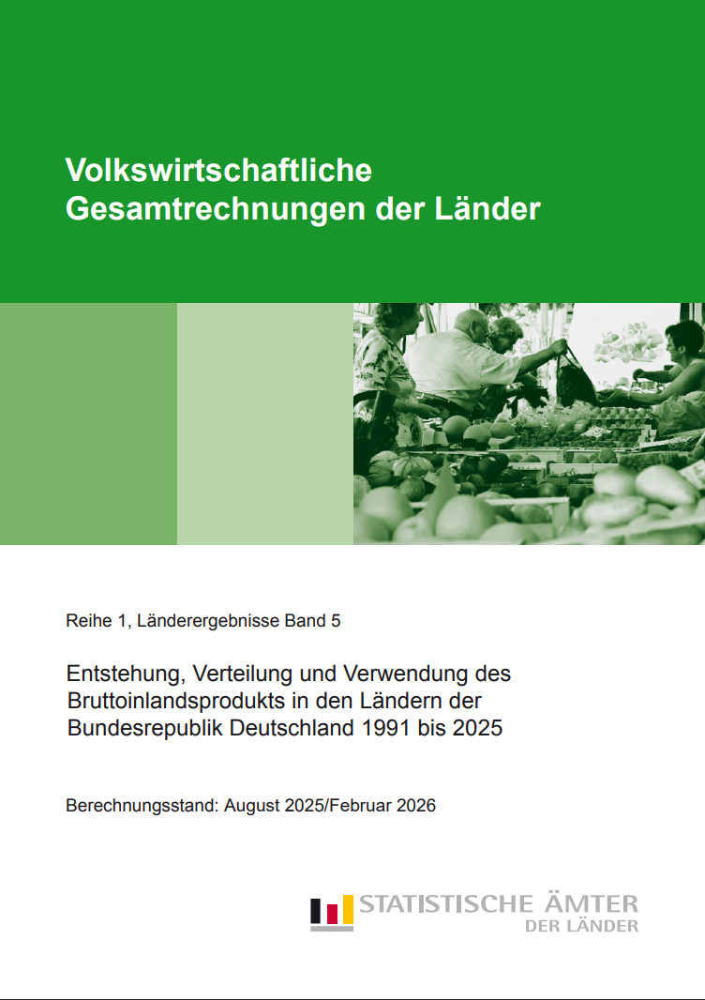 Volkswirtschaftliche
Gesamtrechnungen der Länder
Reihe 1, Länderergebnisse Band 5
Entstehung, Verteilung und Verwendung des
Bruttoinlandsprodukts in den Ländern der
Bundesrepublik Deutschland 1991 bis 2025
Berechnungsstand: August 2025/Februar 2026
STATISTISCHE ÄMTER
DER LÄNDER